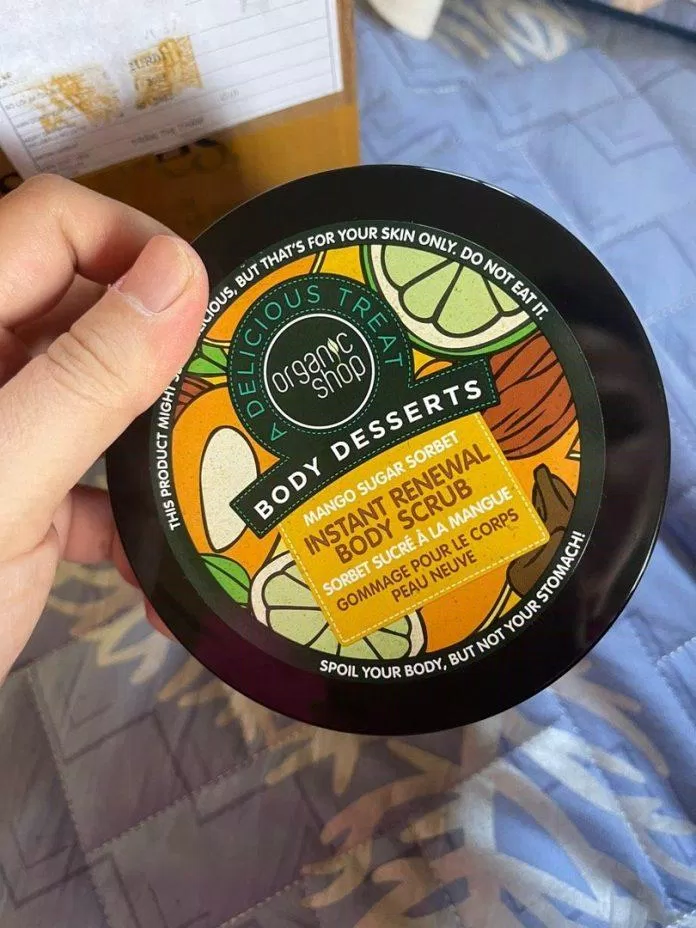 THIS PRODUCT MIGHT
LICIOUS, BUT THAT'S FOR YOUR SKIN ONLY. DO NOT EAT IT.
A DELICIOUS TREAT
organic
shop
BODY DESSERTS
MANGO SUGAR SORBET
INSTANT RENEWAL
BODY SCRUB
SORBET SUCRÉ À LA MANGUE
GOMMAGE POUR LE CORPS
PEAU NEUVE
SPOIL YOUR BODY, BUT NOT YOUR STOMACH!